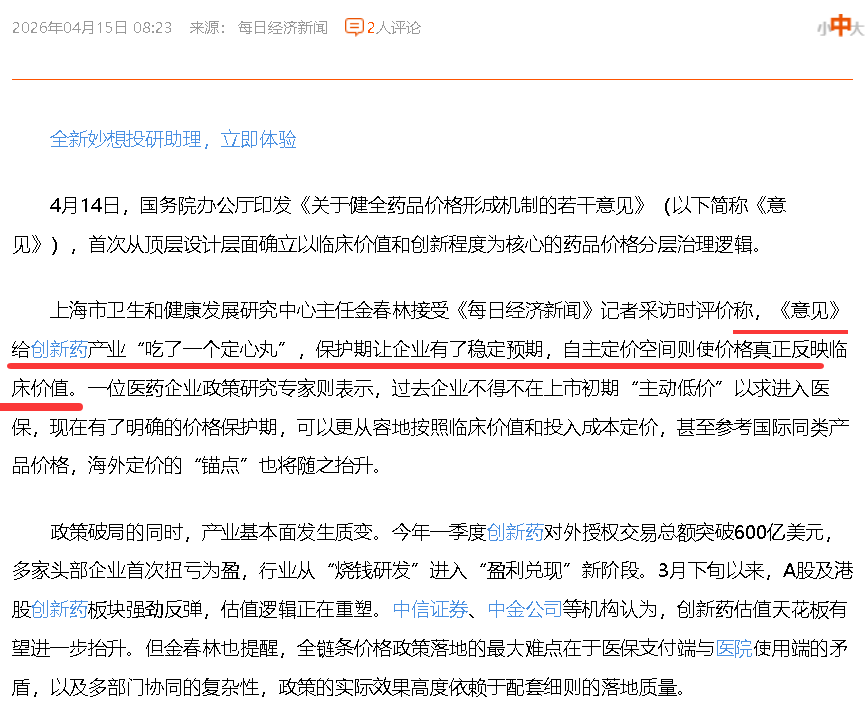 2026年04月15日 08:23 来源： 每日经济新闻 2人评论 小中大
全新妙想投研助理，立即体验
4月14日，国务院办公厅印发《关于健全药品价格形成机制的若干意见》（以下简称《意
见》），首次从顶层设计层面确立以临床价值和创新程度为核心的药品价格分层治理逻辑。
上海市卫生和健康发展研究中心主任金春林接受《每日经济新闻》记者采访时评价称，《意见》
给创新药产业“吃了一个定心丸”，保护期让企业有了稳定预期，自主定价空间则使价格真正反映临
床价值。一位医药企业政策研究专家则表示，过去企业不得不在上市初期“主动低价”以求进入医
保，现在有了明确的价格保护期，可以更从容地按照临床价值和投入成本定价，甚至参考国际同类产
品价格，海外定价的“锚点”也将随之抬升。
政策破局的同时，产业基本面发生质变。今年一季度创新药对外授权交易总额突破600亿美元，
多家头部企业首次扭亏为盈，行业从“烧钱研发”进入“盈利兑现”新阶段。3月下旬以来，A股及港
股创新药板块强劲反弹，估值逻辑正在重塑。中信证券、中金公司等机构认为，创新药估值天花板有
望进一步抬升。但金春林也提醒，全链条价格政策落地的最大难点在于医保支付端与医院使用端的矛
盾，以及多部门协同的复杂性，政策的实际效果高度依赖于配套细则的落地质量。